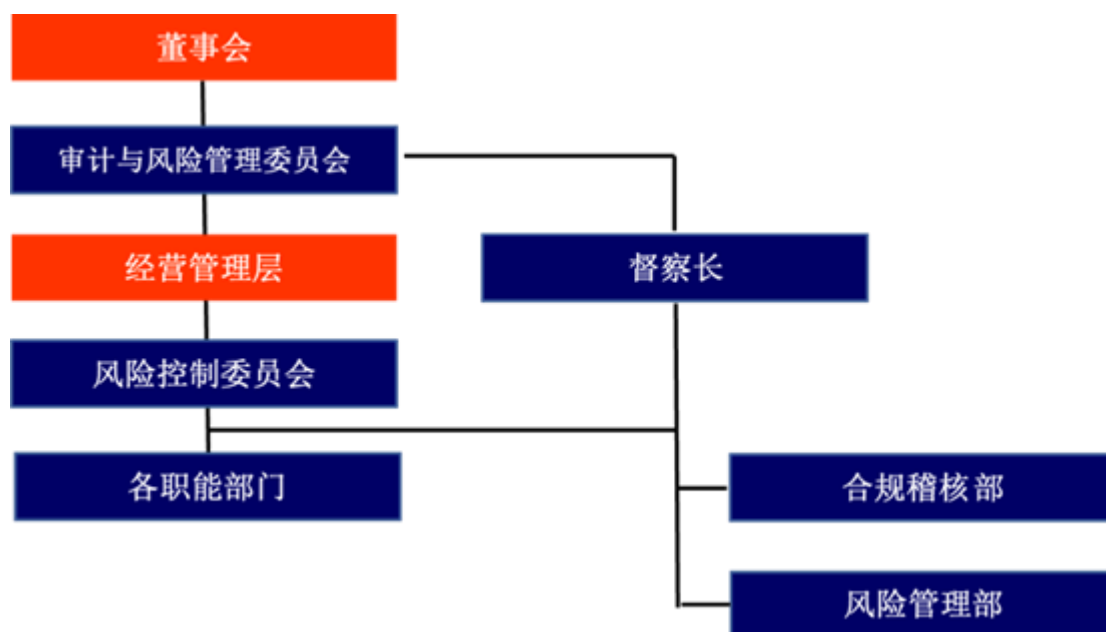 董事会
审计与风险管理委员会
经营管理层
督察长
风险控制委员会
各职能部门
合规稽核部
风险管理部